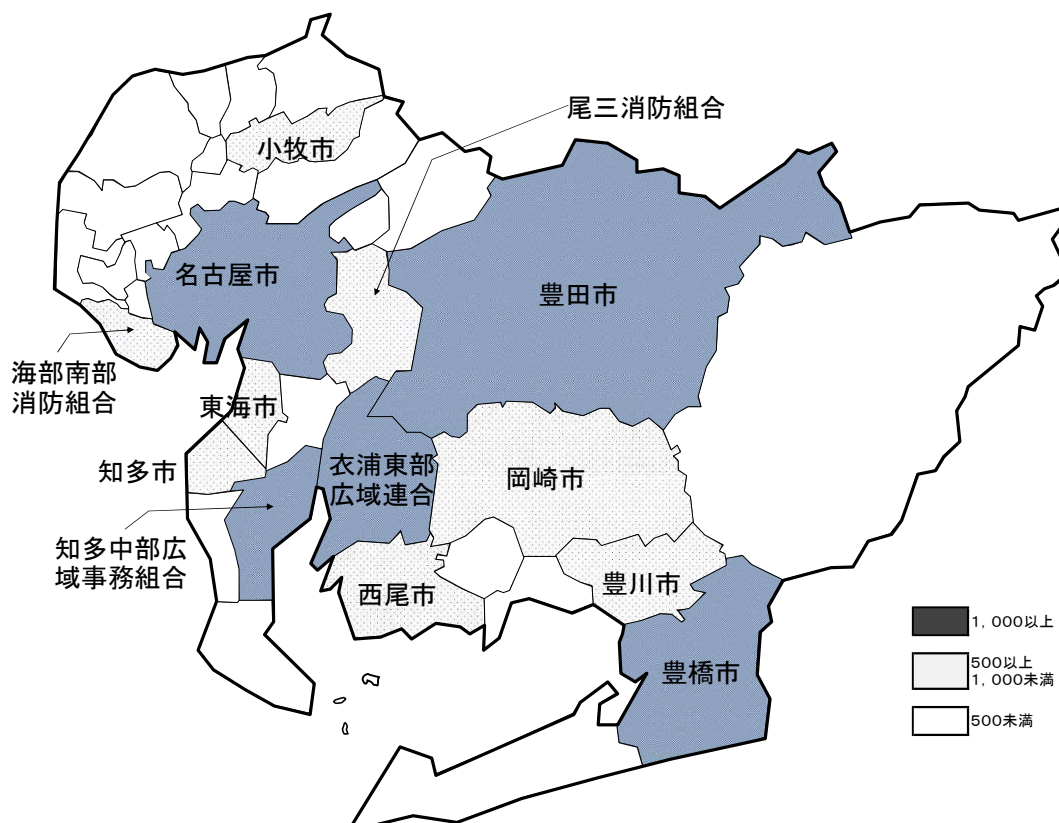 尾三消防組合
小牧市
名古屋市
豊田市
海部南部
消防組合
東海市
知多市
衣浦東部
広域連合
岡崎市
知多中部広
域事務組合
西尾市
豊川市
豊橋市
1，000以上
500以上
1，000未満
500未満